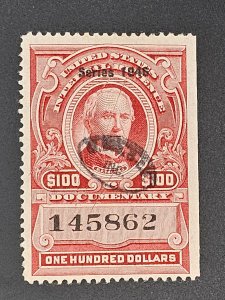 UNITED STATES
Series 1946
INTERNAL REVENUE
$100 $100
DOCUMENTARY
145862
ONE HUNDRED DOLLARS